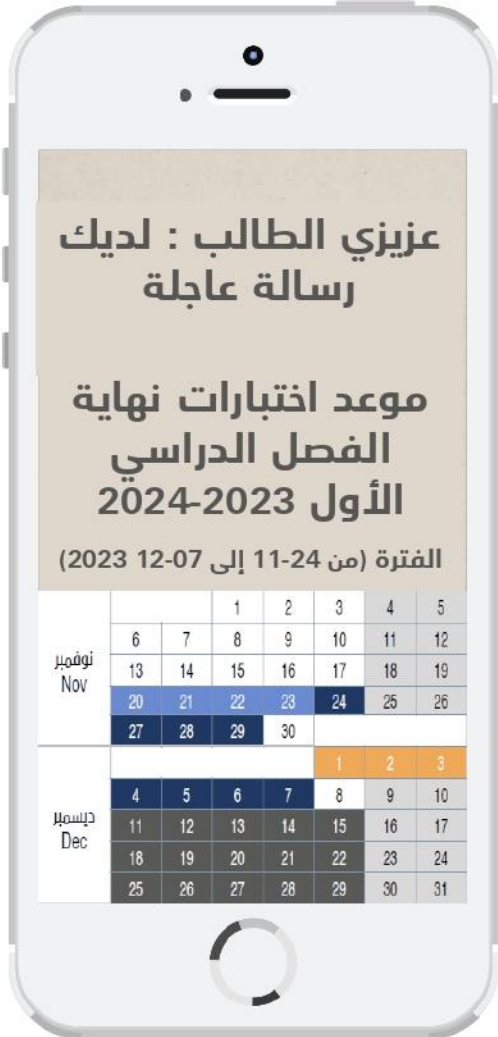 عزيزي الطالب : لديك
رسالة عاجلة
موعد اختبارات نهاية
الفصل الدراسي
الأول 2023-2024
الفترة (من 24-11 إلى 07-12 2023)
نوفمبر
Nov
1 2 3 4 5
6 7 8 9 10 11 12
13 14 15 16 17 18 19
20 21 22 23 24 25 26
27 28 29 30
ديسمبر
Dec
1 2 3
4 5 6 7 8 9 10
11 12 13 14 15 16 17
18 19 20 21 22 23 24
25 26 27 28 29 30 31